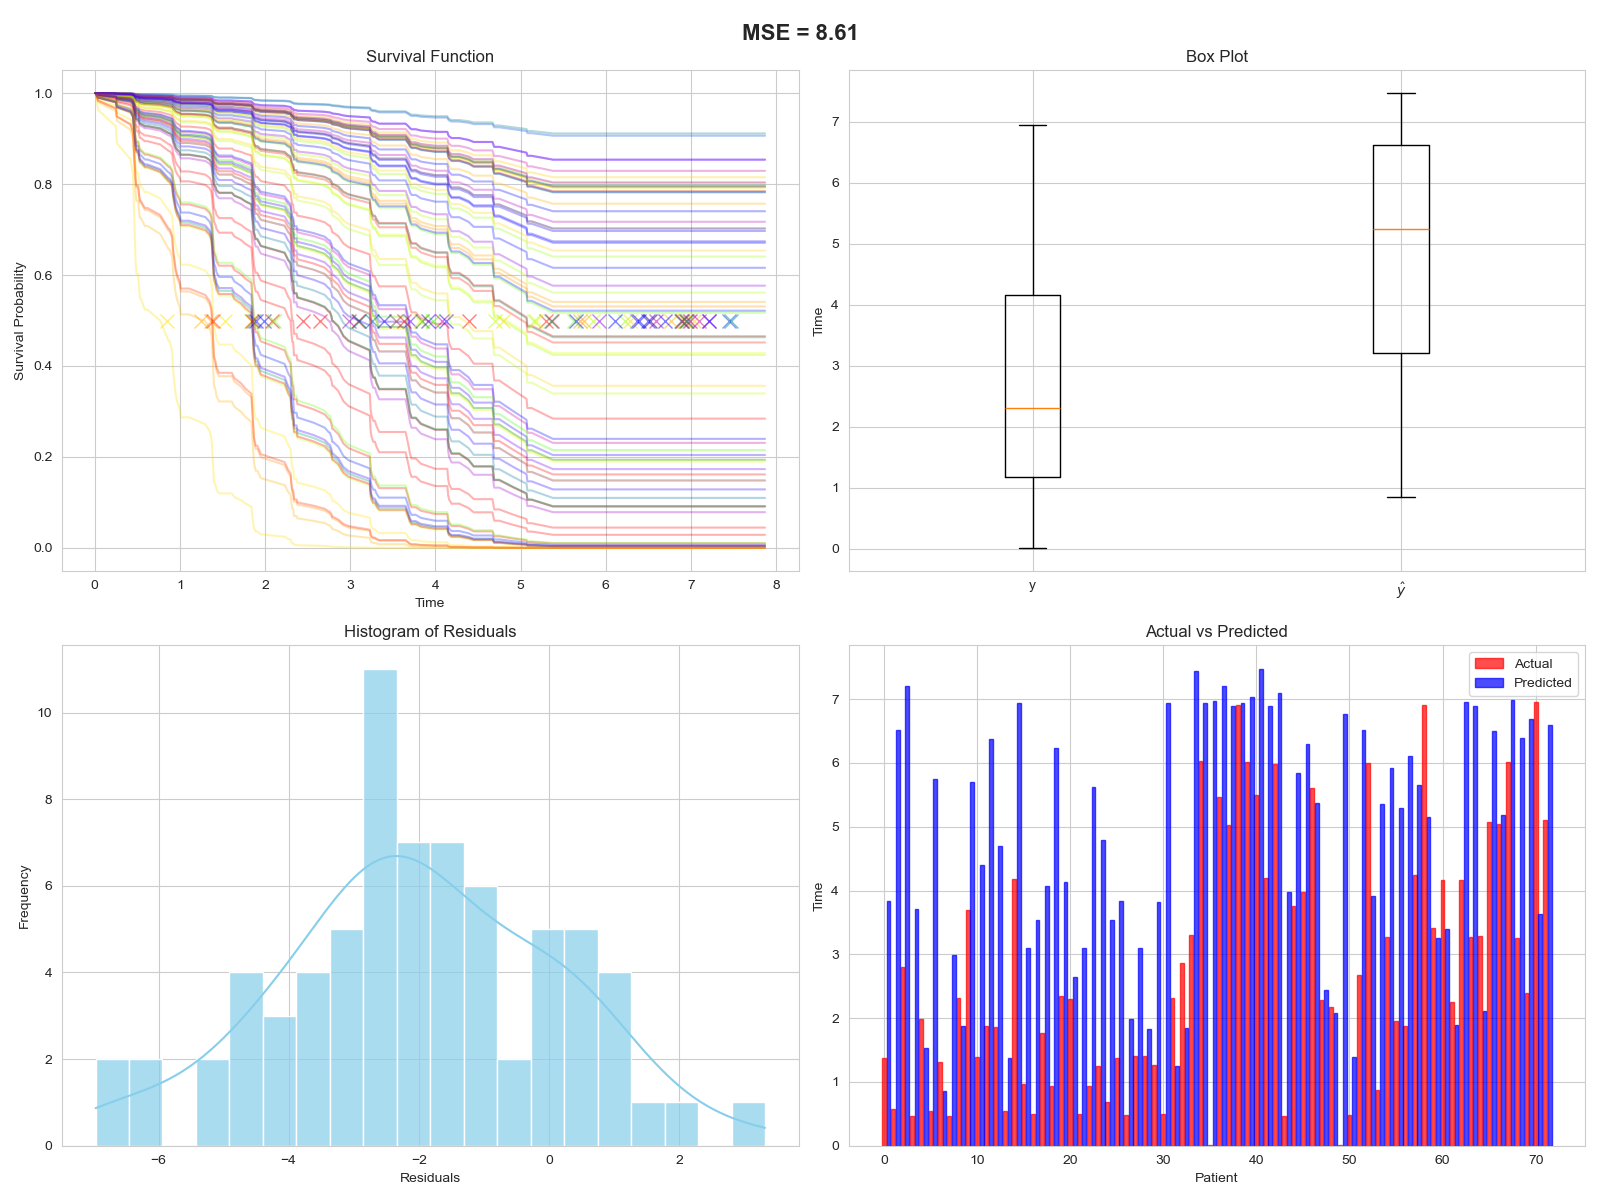 MSE = 8.61
Survival Function
1.0
0.8
0.6
0.4
0.2
0.0
Survival Probability
0 1 2 3 4 5 6 7 8
Time
Box Plot
7
6
5
4
3
2
1
0
Time
y ŷ
Histogram of Residuals
10
8
6
4
2
0
Frequency
−6 −4 −2 0 2
Residuals
Actual vs Predicted
Actual
Predicted
7
6
5
4
3
2
1
0
Time
0 10 20 30 40 50 60 70
Patient